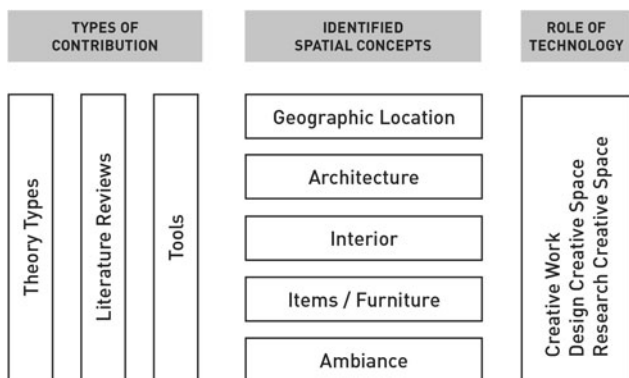 TYPES OF
CONTRIBUTION
IDENTIFIED
SPATIAL CONCEPTS
ROLE OF
TECHNOLOGY
Theory Types
Literature Reviews
Tools
Geographic Location
Architecture
Interior
Items / Furniture
Ambiance
Creative Work
Design Creative Space
Research Creative Space